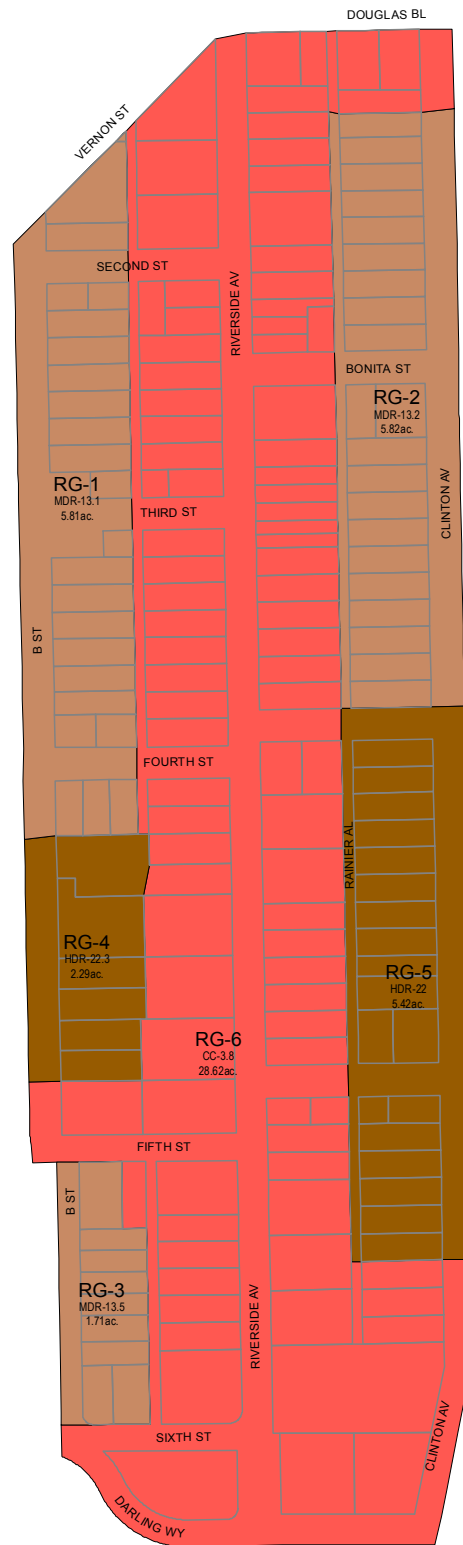 DOUGLAS BL
VERNON ST
SECOND ST
RIVERSIDE AV
BONITA ST
RG-2
MDR-13.2
5.82ac.
RG-1
MDR-13.1
5.81ac.
THIRD ST
CLINTON AV
B ST
FOURTH ST
RAINIER AL
RG-4
HDR-22.3
2.29ac.
RG-5
HDR-22
5.42ac.
RG-6
CC-3.8
28.62ac.
FIFTH ST
B ST
RG-3
MDR-13.5
1.71ac.
RIVERSIDE AV
SIXTH ST
CLINTON AV
DARLING WY